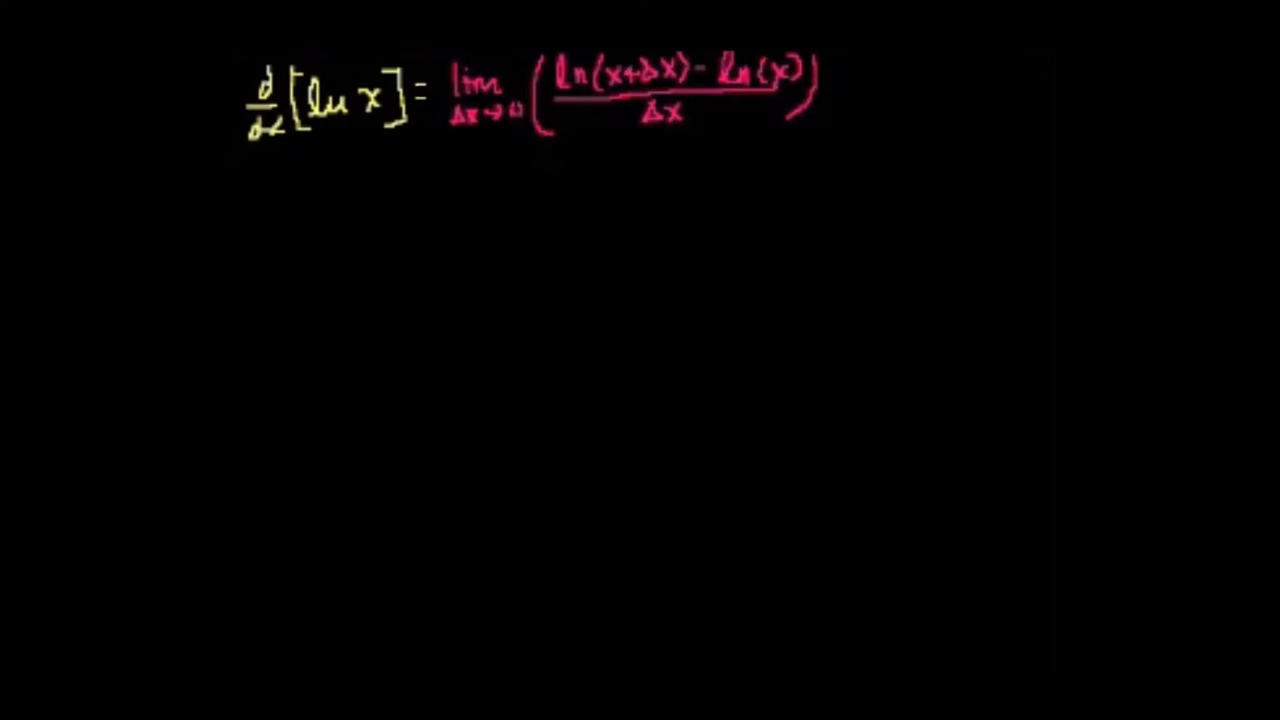 d/dx [ln x] = lim Δx→0 ( (ln(x+Δx) - ln(x)) / Δx )